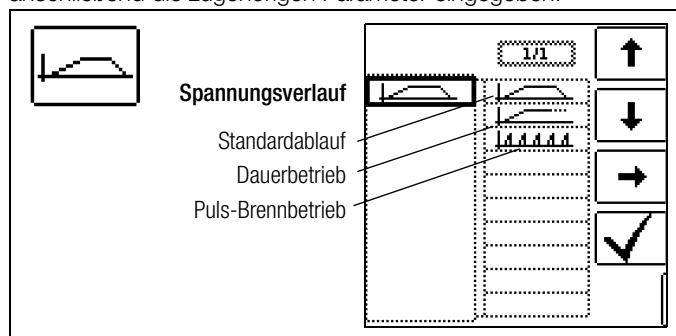 anschließend die zugehörigen Parameter eingegeben.
1/1
Spannungsverlauf
Standardablauf
Dauerbetrieb
Puls-Brennbetrieb